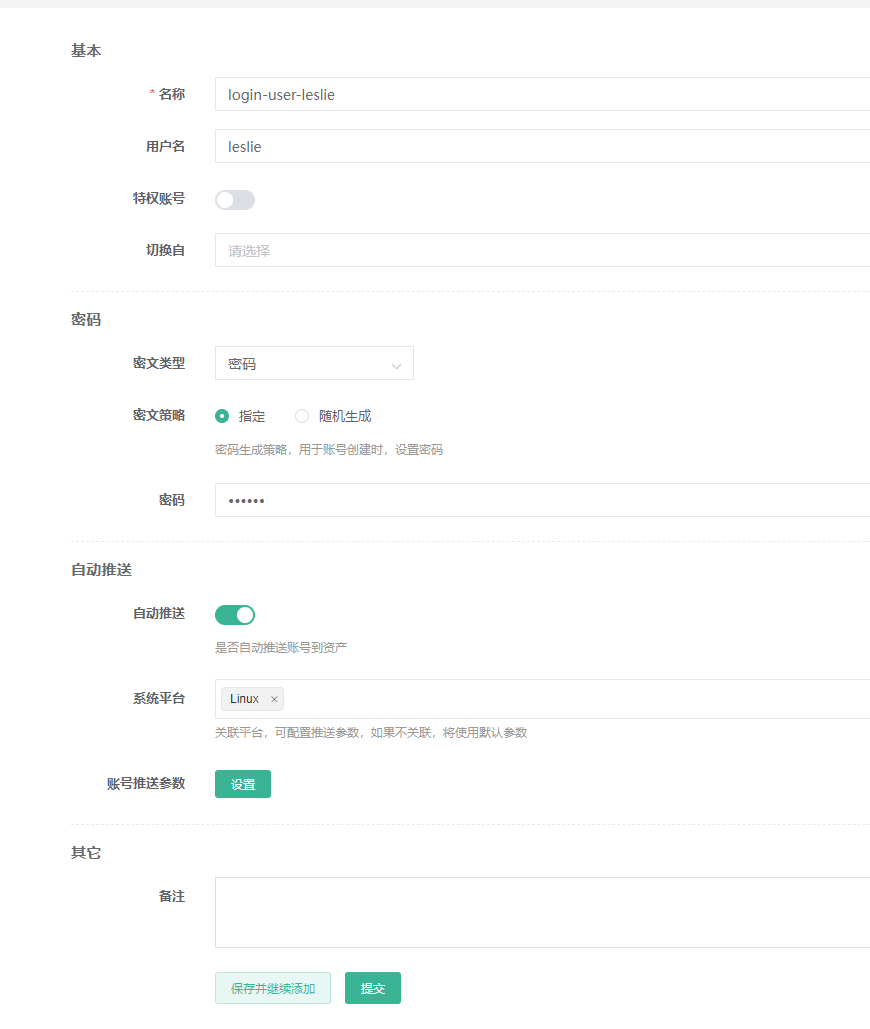 基本
* 名称 login-user-leslie
用户名 leslie
特权账号
切换自 请选择
密码
密文类型 密码
密文策略 指定 随机生成
密码生成策略，用于账号创建时，设置密码
密码 ••••••
自动推送
自动推送
是否自动推送账号到资产
系统平台 Linux ×
关联平台，可配置推送参数，如果不关联，将使用默认参数
账号推送参数 设置
其它
备注
保存并继续添加 提交